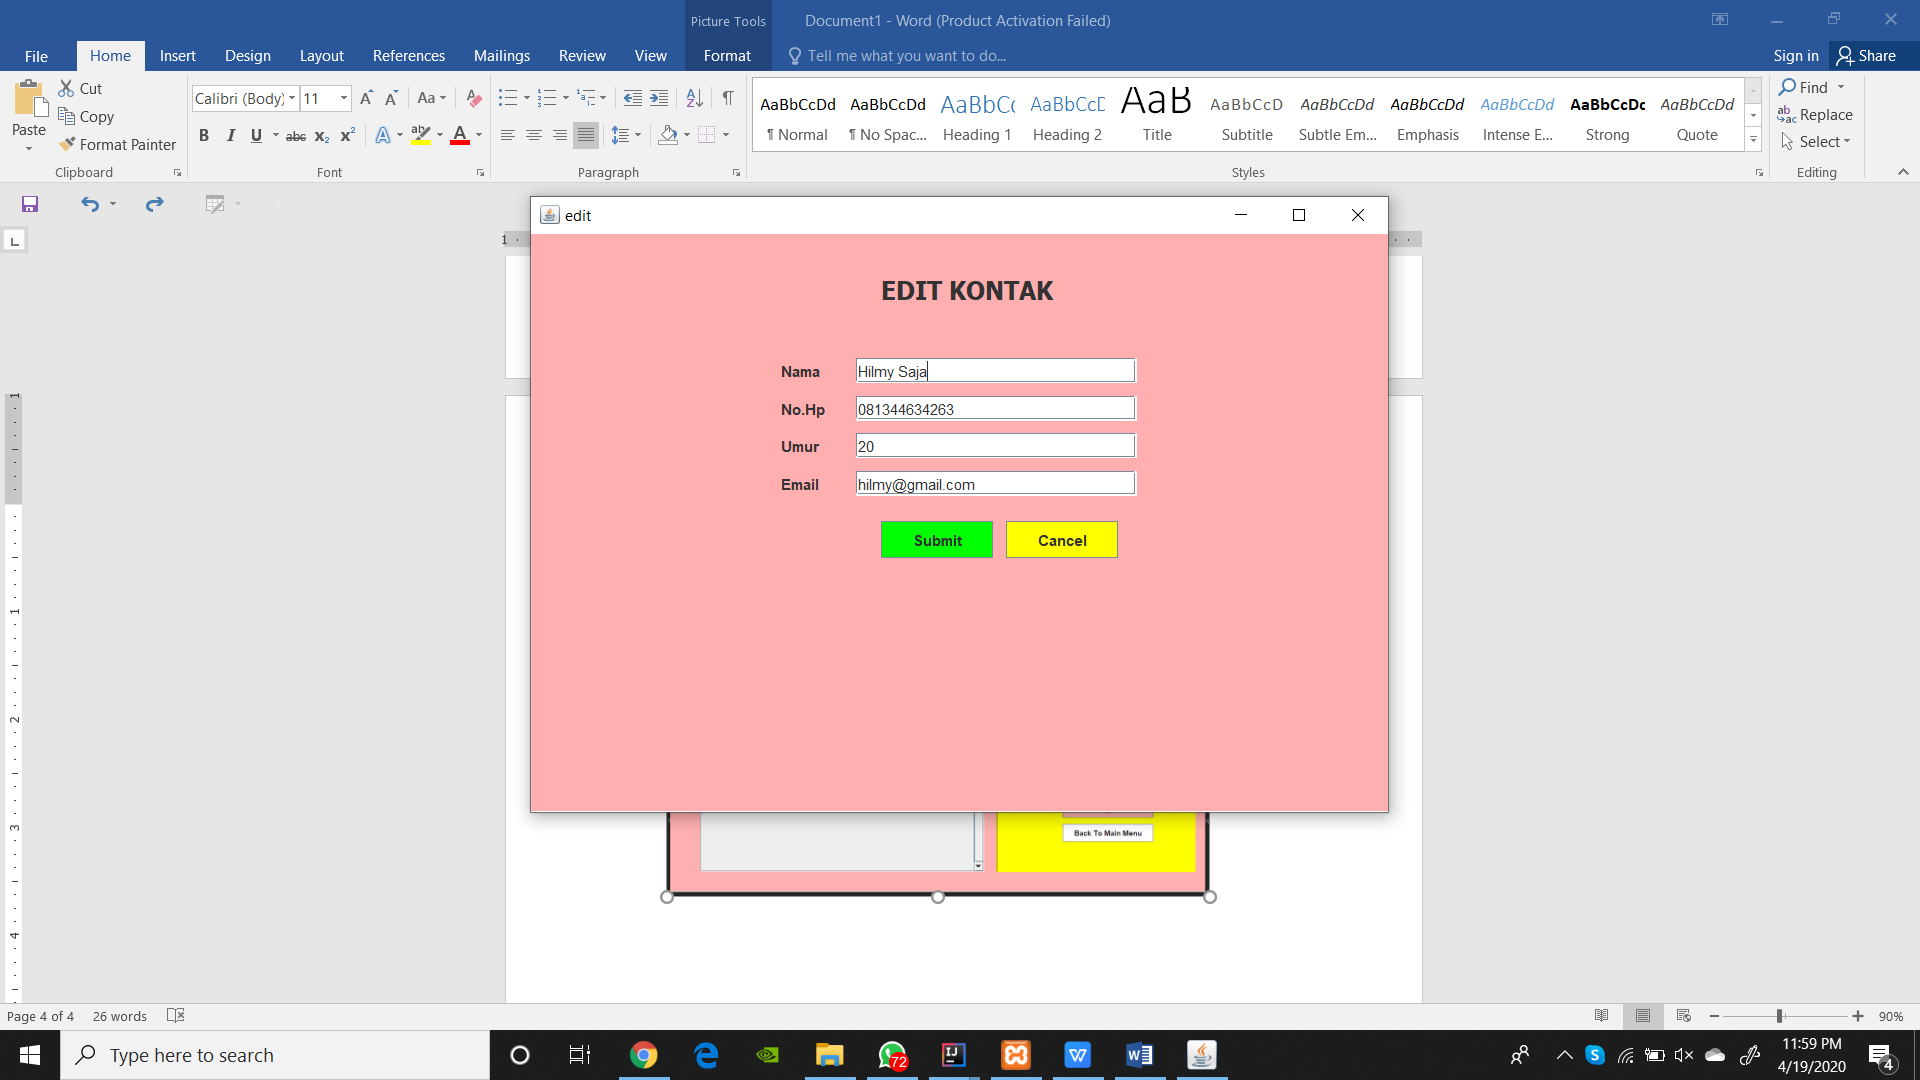 Picture Tools
Document1 - Word (Product Activation Failed)
File Home Insert Design Layout References Mailings Review View Format Tell me what you want to do... Sign in Share
Paste
Cut
Copy
Format Painter
Clipboard
Calibri (Body) 11
Font
Paragraph
AaBbCcDd AaBbCcDd AaBbCc AaBbCcD AaB AaBbCcD AaBbCcDd AaBbCcDd AaBbCcDd AaBbCcDc AaBbCcDd
¶ Normal ¶ No Spac... Heading 1 Heading 2 Title Subtitle Subtle Em... Emphasis Intense E... Strong Quote
Styles
Find
Replace
Select
Editing
edit
EDIT KONTAK
Nama Hilmy Saja
No.Hp 081344634263
Umur 20
Email hilmy@gmail.com
Submit Cancel
Back To Main Menu
Page 4 of 4 26 words 90%
Type here to search
72
11:59 PM
4/19/2020
4